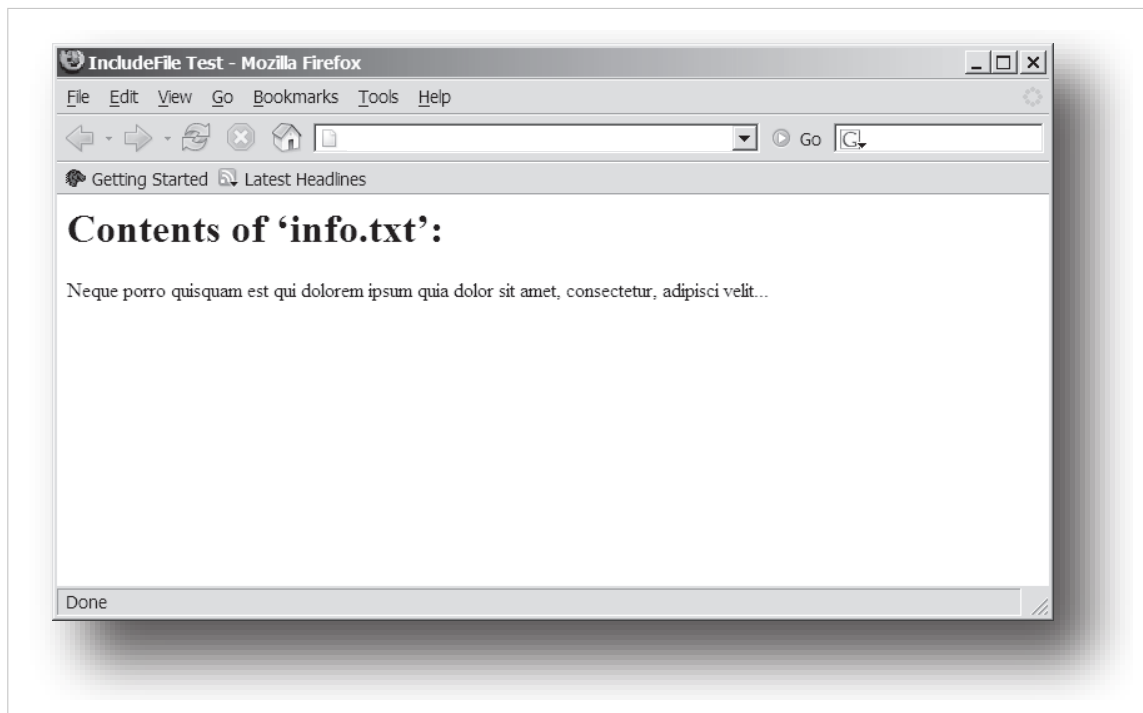 IncludeFile Test - Mozilla Firefox
File Edit View Go Bookmarks Tools Help
Go G
Getting Started Latest Headlines
Contents of ‘info.txt’:
Neque porro quisquam est qui dolorem ipsum quia dolor sit amet, consectetur, adipisci velit...
Done